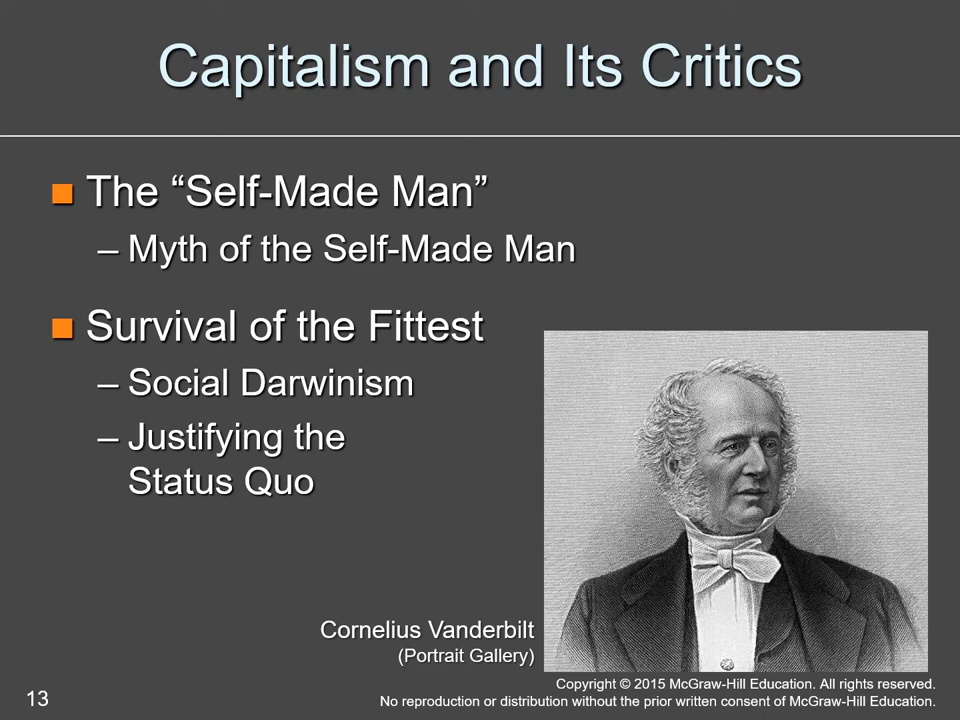 Capitalism and Its Critics
The “Self-Made Man”
– Myth of the Self-Made Man
Survival of the Fittest
– Social Darwinism
– Justifying the
Status Quo
Cornelius Vanderbilt
(Portrait Gallery)
13
Copyright © 2015 McGraw-Hill Education. All rights reserved.
No reproduction or distribution without the prior written consent of McGraw-Hill Education.